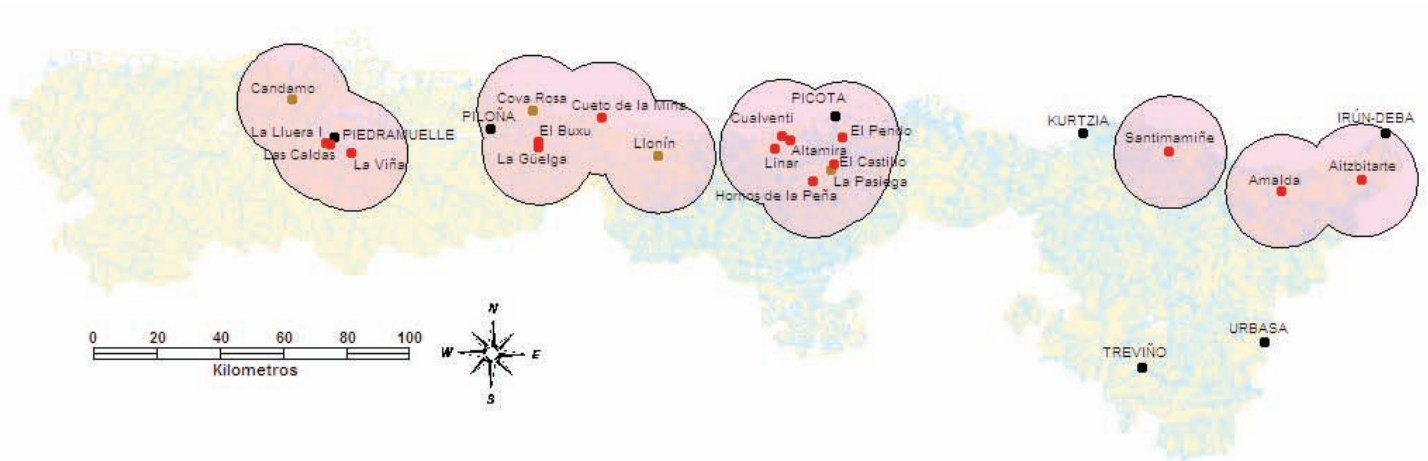 Candamo
La Lluera I
PIEDRAMUELLE
Las Caldas
La Viña
PILOÑA
Cova Rosa
Cueto de la Mina
El Buxu
La Güelga
Llonín
PICOTA
Cualventi
El Pendo
Linar
Altamira
El Castillo
La Pasiega
Hornos de la Peña
KURTZIA
Santimamiñe
IRÚN-DEBA
Amalda
Aitzbitarte
URBASA
TREVIÑO
0 20 40 60 80 100
Kilometros
N
W E
S